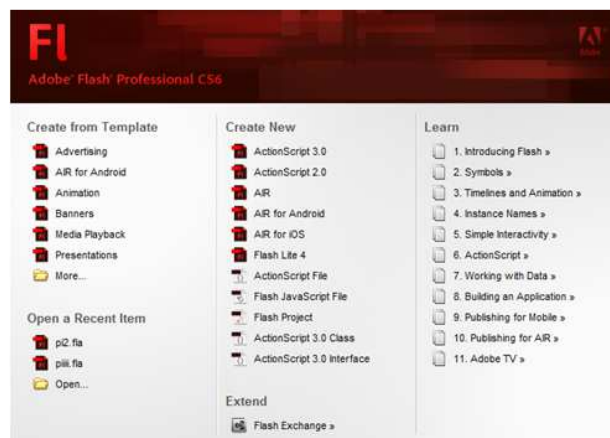 Fl
Adobe® Flash® Professional CS6
Adobe
Create from Template
Advertising
AIR for Android
Animation
Banners
Media Playback
Presentations
More...
Open a Recent Item
pi2.fla
piii.fla
Open...
Create New
ActionScript 3.0
ActionScript 2.0
AIR
AIR for Android
AIR for iOS
Flash Lite 4
ActionScript File
Flash JavaScript File
Flash Project
ActionScript 3.0 Class
ActionScript 3.0 Interface
Extend
Flash Exchange »
Learn
1. Introducing Flash »
2. Symbols »
3. Timelines and Animation »
4. Instance Names »
5. Simple Interactivity »
6. ActionScript »
7. Working with Data »
8. Building an Application »
9. Publishing for Mobile »
10. Publishing for AIR »
11. Adobe TV »